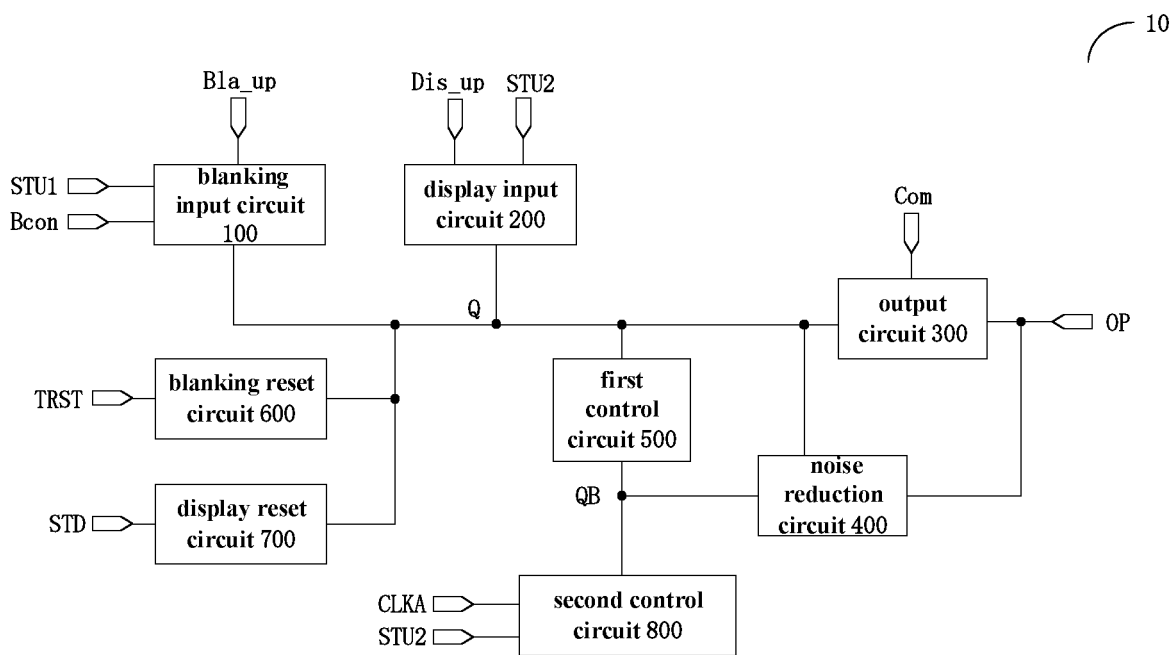 10
Bla_up
Dis_up
STU2
STU1
Bcon
blanking
input circuit
100
display input
circuit 200
Com
Q
output
circuit 300
OP
TRST
blanking reset
circuit 600
first
control
circuit 500
STD
display reset
circuit 700
QB
noise
reduction
circuit 400
CLKA
STU2
second control
circuit 800